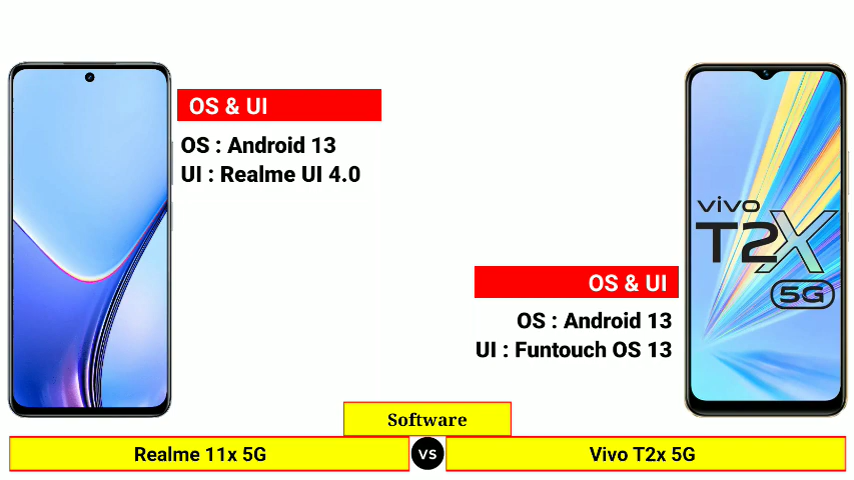 OS & UI
OS : Android 13
UI : Realme UI 4.0
vivo
T2X
5G
OS & UI
OS : Android 13
UI : Funtouch OS 13
Software
Realme 11x 5G
VS
Vivo T2x 5G